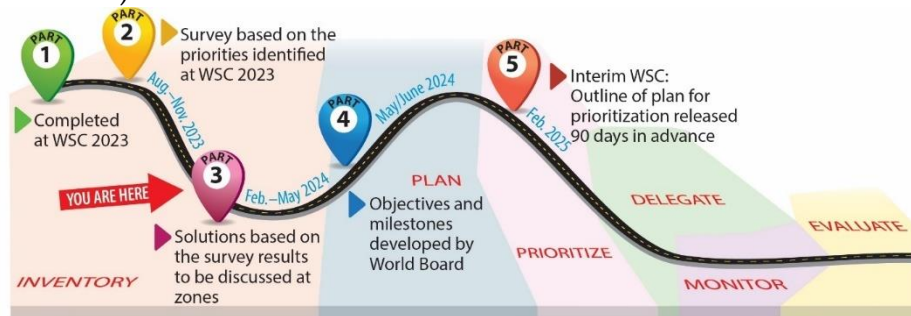 PART
1
Completed
at WSC 2023
PART
2
Survey based on the
priorities identified
at WSC 2023
Aug.–Nov. 2023
YOU ARE HERE
PART
3
Solutions based on
the survey results
to be discussed at
zones
INVENTORY
Feb.–May 2024
PART
4
Objectives and
milestones
developed by
World Board
PLAN
May/June 2024
PART
5
Interim WSC:
Outline of plan for
prioritization released
90 days in advance
Feb. 2025
PRIORITIZE
DELEGATE
MONITOR
EVALUATE